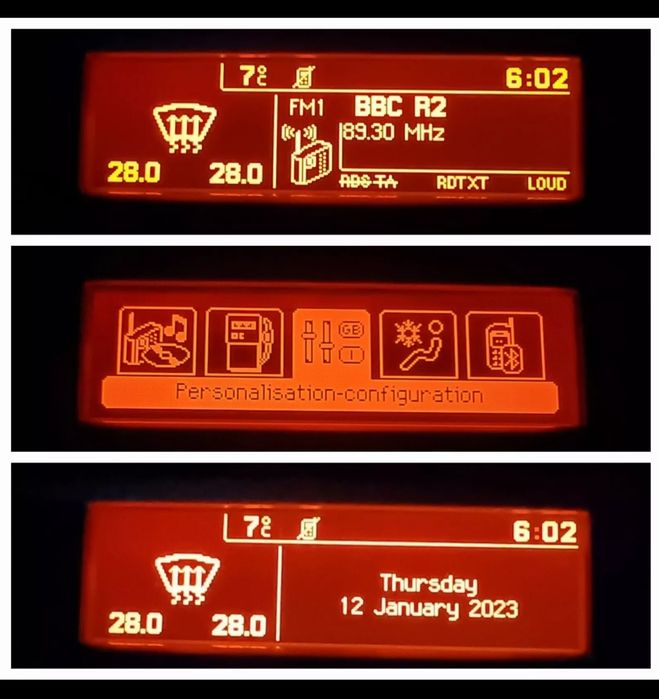 7°C 6:02
FM1 BBC R2
89.30 MHz
28.0 28.0
RDS TA RDTXT LOUD
GB
Personalisation-configuration
7°C 6:02
Thursday
12 January 2023
28.0 28.0